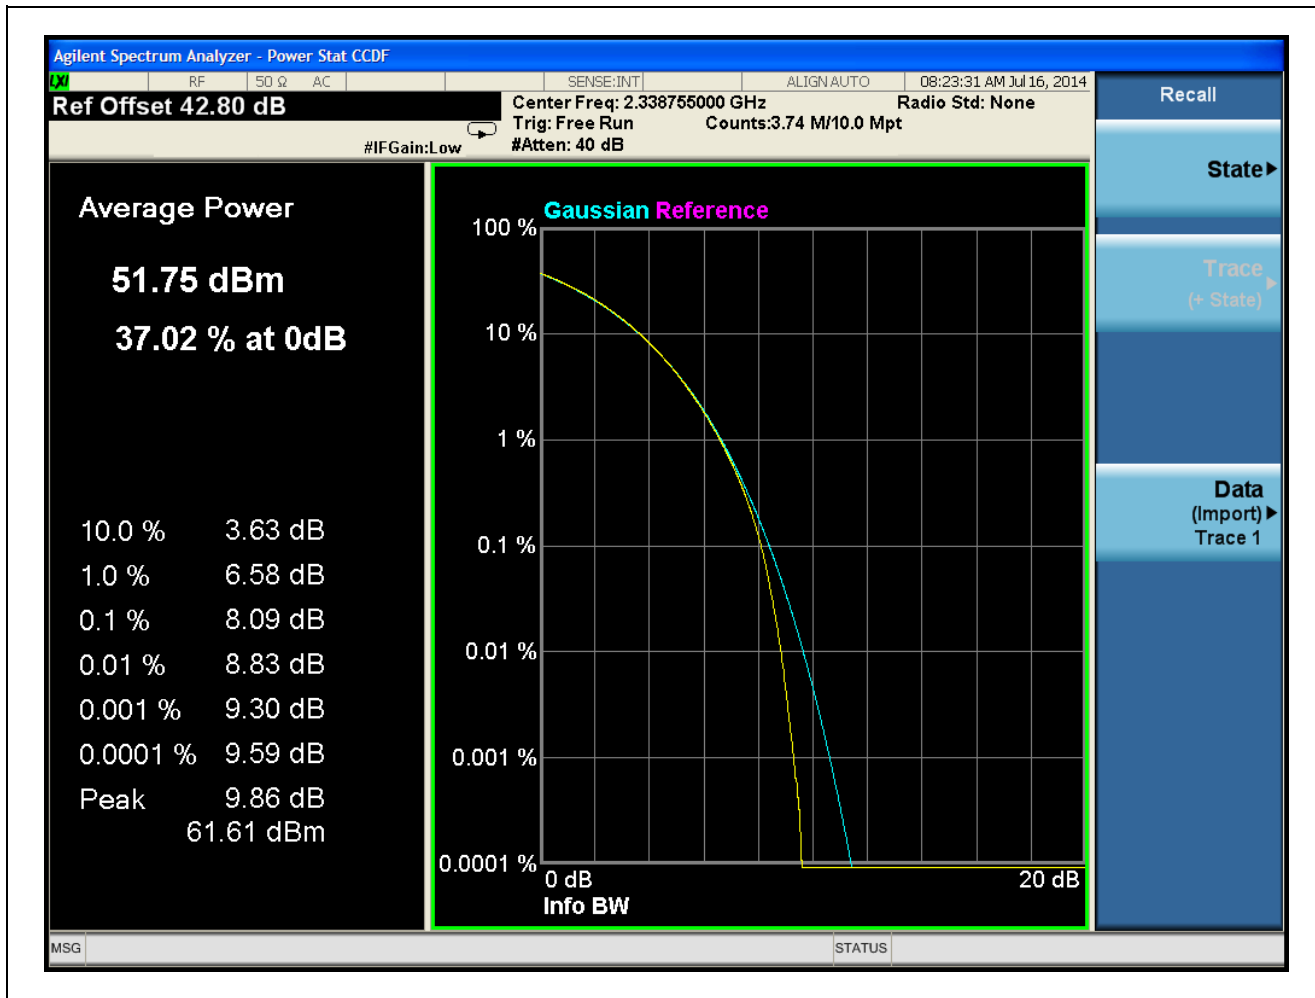 Agilent Spectrum Analyzer - Power Stat CCDF
LXI RF 50 Ω AC SENSE:INT ALIGN AUTO 08:23:31 AM Jul 16, 2014
Ref Offset 42.80 dB
Center Freq: 2.338755000 GHz Radio Std: None
Trig: Free Run Counts:3.74 M/10.0 Mpt
#IFGain:Low #Atten: 40 dB
Average Power
51.75 dBm
37.02 % at 0dB
10.0 % 3.63 dB
1.0 % 6.58 dB
0.1 % 8.09 dB
0.01 % 8.83 dB
0.001 % 9.30 dB
0.0001 % 9.59 dB
Peak 9.86 dB
61.61 dBm
Gaussian Reference
100 %
10 %
1 %
0.1 %
0.01 %
0.001 %
0.0001 %
0 dB 20 dB
Info BW
Recall
State
Trace
(+ State)
Data
(Import)
Trace 1
MSG STATUS